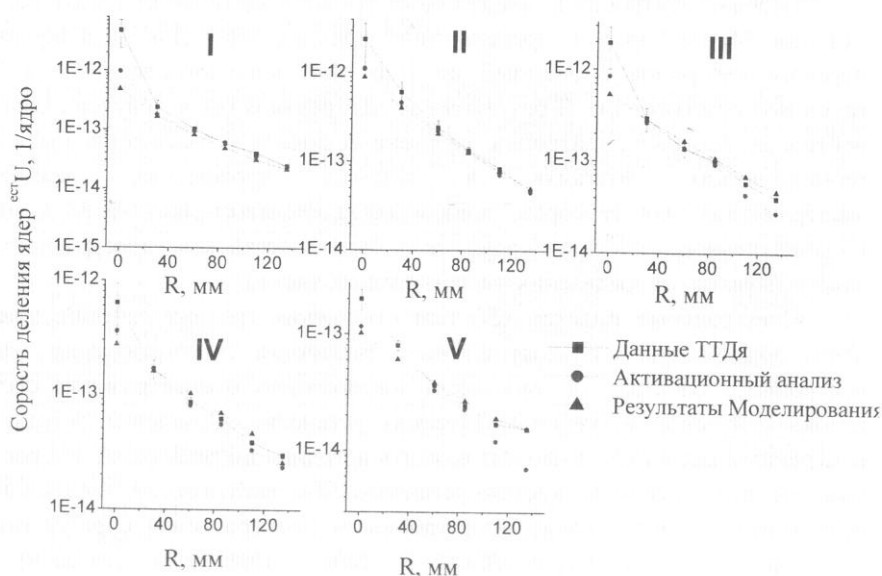 I
II
III
1E-12
1E-13
1E-14
1E-15
1E-12
1E-13
1E-14
1E-12
1E-13
1E-14
0 40 80 120
0 40 80 120
0 40 80 120
R, мм
R, мм
R, мм
Сорость деления ядер естU, 1/ядро
IV
V
1E-12
1E-13
1E-14
1E-13
1E-14
0 40 80 120
0 40 80 120
R, мм
R, мм
Данные ТТДя
Активационный анализ
Результаты Моделирования